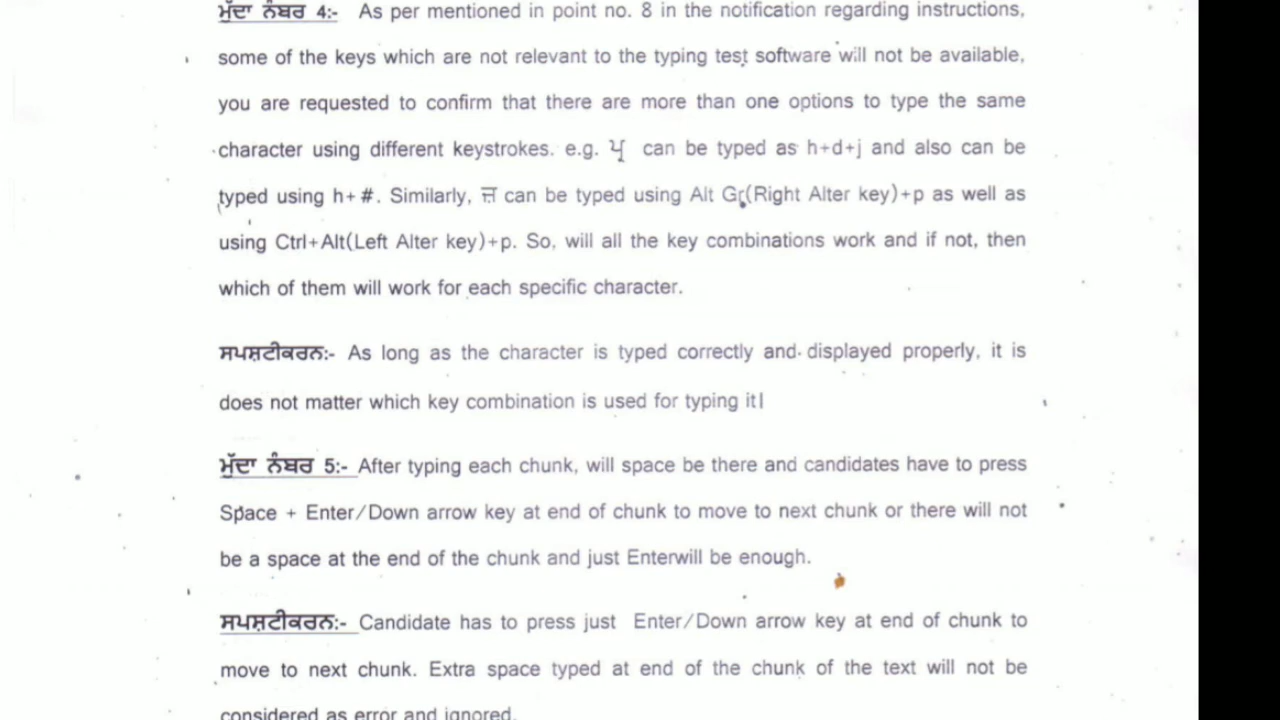 ਮੁੱਦਾ ਨੰਬਰ 4:- As per mentioned in point no. 8 in the notification regarding instructions,
some of the keys which are not relevant to the typing test software will not be available,
you are requested to confirm that there are more than one options to type the same
character using different keystrokes. e.g. ਪ੍ਰ can be typed as h+d+j and also can be
typed using h+#. Similarly, ਜ਼ can be typed using Alt Gr(Right Alter key)+p as well as
using Ctrl+Alt(Left Alter key)+p. So, will all the key combinations work and if not, then
which of them will work for each specific character.
ਸਪਸ਼ਟੀਕਰਨ:- As long as the character is typed correctly and displayed properly, it is
does not matter which key combination is used for typing it|
ਮੁੱਦਾ ਨੰਬਰ 5:- After typing each chunk, will space be there and candidates have to press
Space + Enter/Down arrow key at end of chunk to move to next chunk or there will not
be a space at the end of the chunk and just Enterwill be enough.
ਸਪਸ਼ਟੀਕਰਨ:- Candidate has to press just Enter/Down arrow key at end of chunk to
move to next chunk. Extra space typed at end of the chunk of the text will not be
considered as error and ignored.